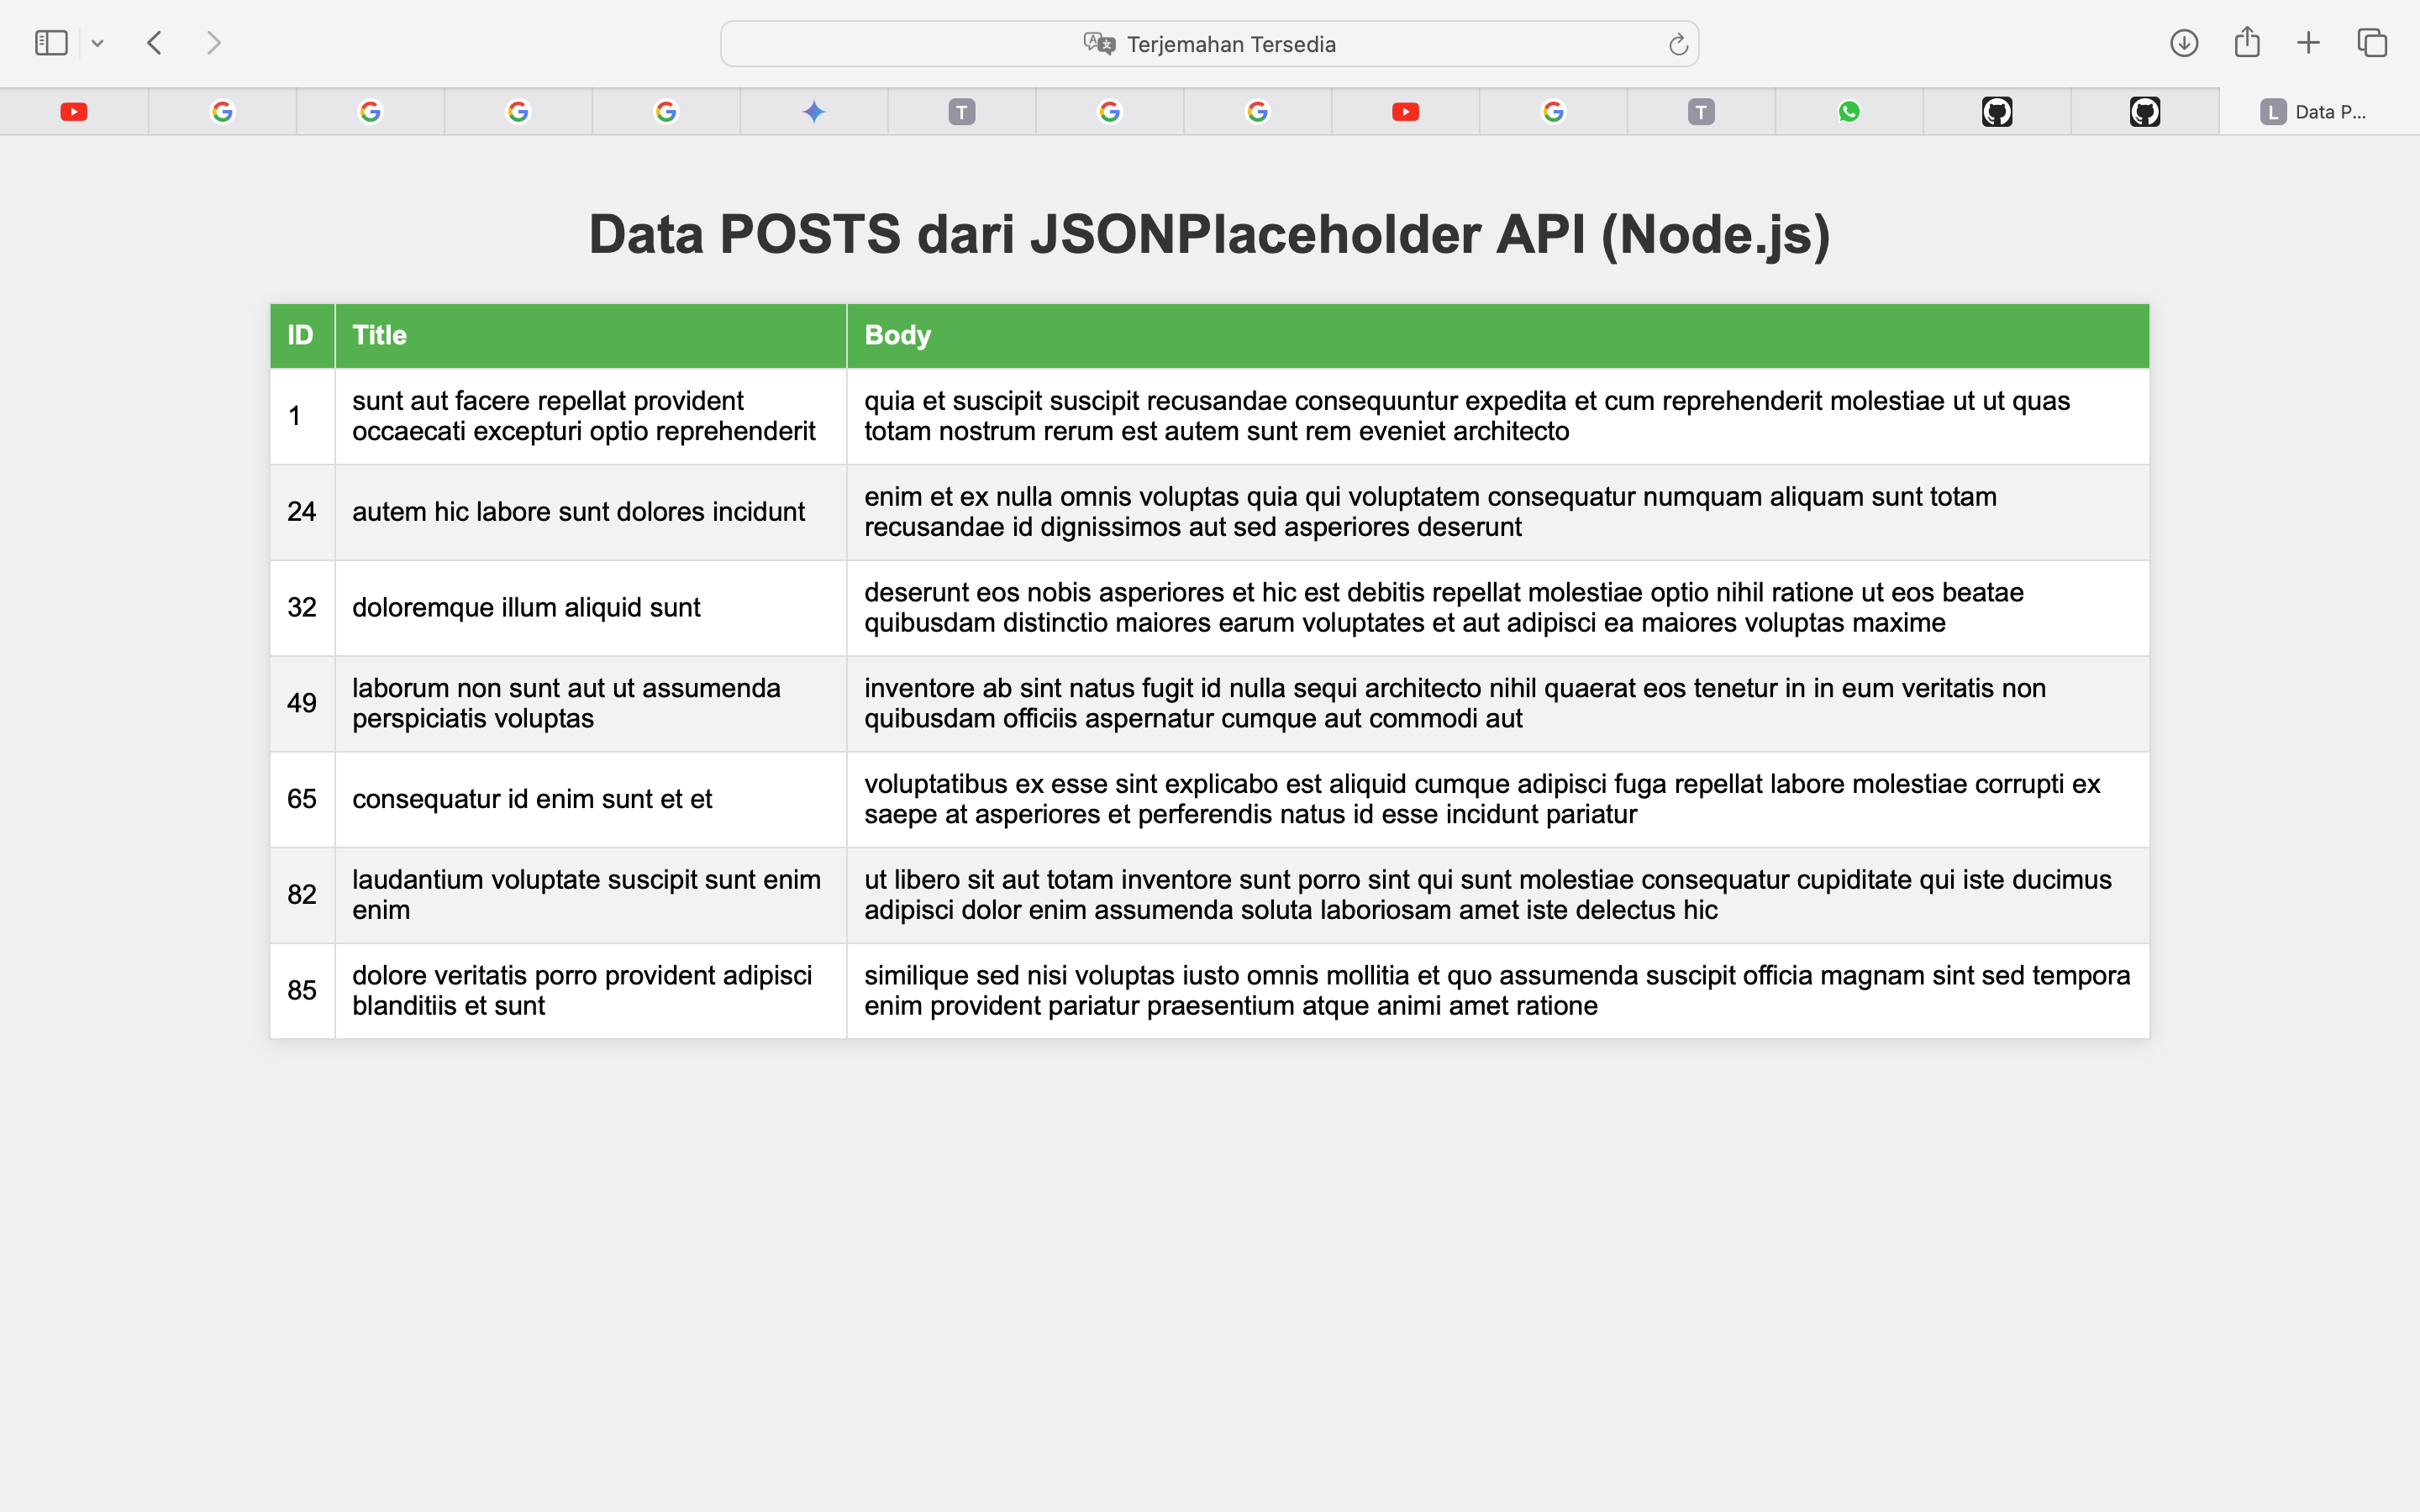 Terjemahan Tersedia
T
T
L Data P...
Data POSTS dari JSONPlaceholder API (Node.js)
ID Title Body
1 sunt aut facere repellat provident occaecati excepturi optio reprehenderit quia et suscipit suscipit recusandae consequuntur expedita et cum reprehenderit molestiae ut ut quas
totam nostrum rerum est autem sunt rem eveniet architecto
24 autem hic labore sunt dolores incidunt enim et ex nulla omnis voluptas quia qui voluptatem consequatur numquam aliquam sunt totam
recusandae id dignissimos aut sed asperiores deserunt
32 doloremque illum aliquid sunt deserunt eos nobis asperiores et hic est debitis repellat molestiae optio nihil ratione ut eos beatae
quibusdam distinctio maiores earum voluptates et aut adipisci ea maiores voluptas maxime
49 laborum non sunt aut ut assumenda perspiciatis voluptas inventore ab sint natus fugit id nulla sequi architecto nihil quaerat eos tenetur in in eum veritatis non
quibusdam officiis aspernatur cumque aut commodi aut
65 consequatur id enim sunt et et voluptatibus ex esse sint explicabo est aliquid cumque adipisci fuga repellat labore molestiae corrupti ex
saepe at asperiores et perferendis natus id esse incidunt pariatur
82 laudantium voluptate suscipit sunt enim enim ut libero sit aut totam inventore sunt porro sint qui sunt molestiae consequatur cupiditate qui iste ducimus
adipisci dolor enim assumenda soluta laboriosam amet iste delectus hic
85 dolore veritatis porro provident adipisci blanditiis et sunt similique sed nisi voluptas iusto omnis mollitia et quo assumenda suscipit officia magnam sint sed tempora
enim provident pariatur praesentium atque animi amet ratione